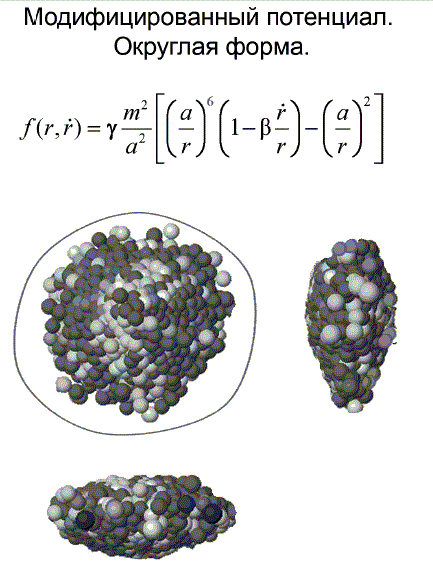 Модифицированный потенциал.
Округлая форма.
f(r,ṙ) = γ m²/a² [(a/r)⁶ (1−β ṙ/r) − (a/r)²]